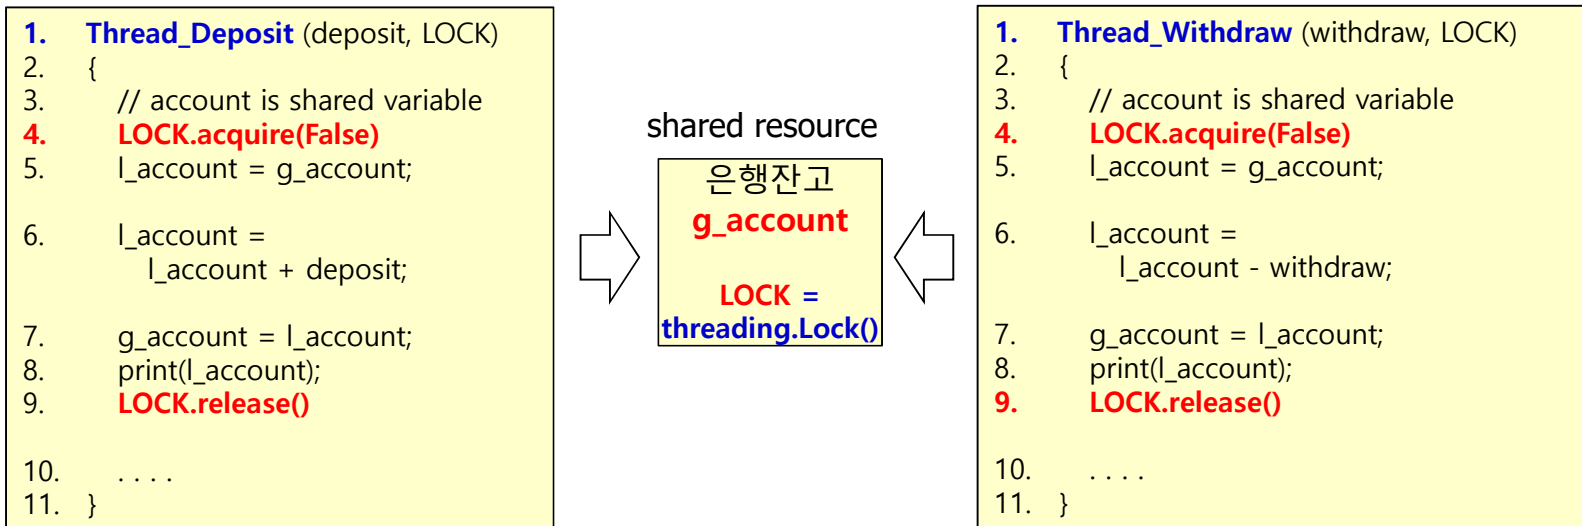 1. Thread_Deposit (deposit, LOCK)
2. {
3. // account is shared variable
4. LOCK.acquire(False)
5. l_account = g_account;
6. l_account =
l_account + deposit;
7. g_account = l_account;
8. print(l_account);
9. LOCK.release()
10. . . . .
11. }
shared resource
은행잔고
g_account
LOCK =
threading.Lock()
1. Thread_Withdraw (withdraw, LOCK)
2. {
3. // account is shared variable
4. LOCK.acquire(False)
5. l_account = g_account;
6. l_account =
l_account - withdraw;
7. g_account = l_account;
8. print(l_account);
9. LOCK.release()
10. . . . .
11. }